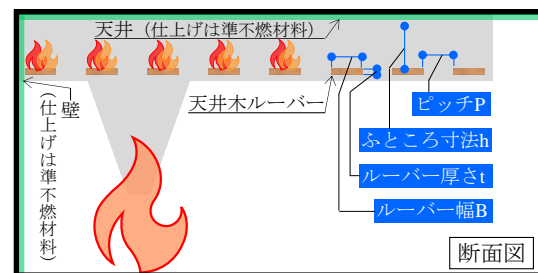 天井（仕上げは準不燃材料）
壁
（仕上げは準不燃材料）
天井木ルーバー
ピッチP
ふところ寸法h
ルーバー厚さt
ルーバー幅B
断面図